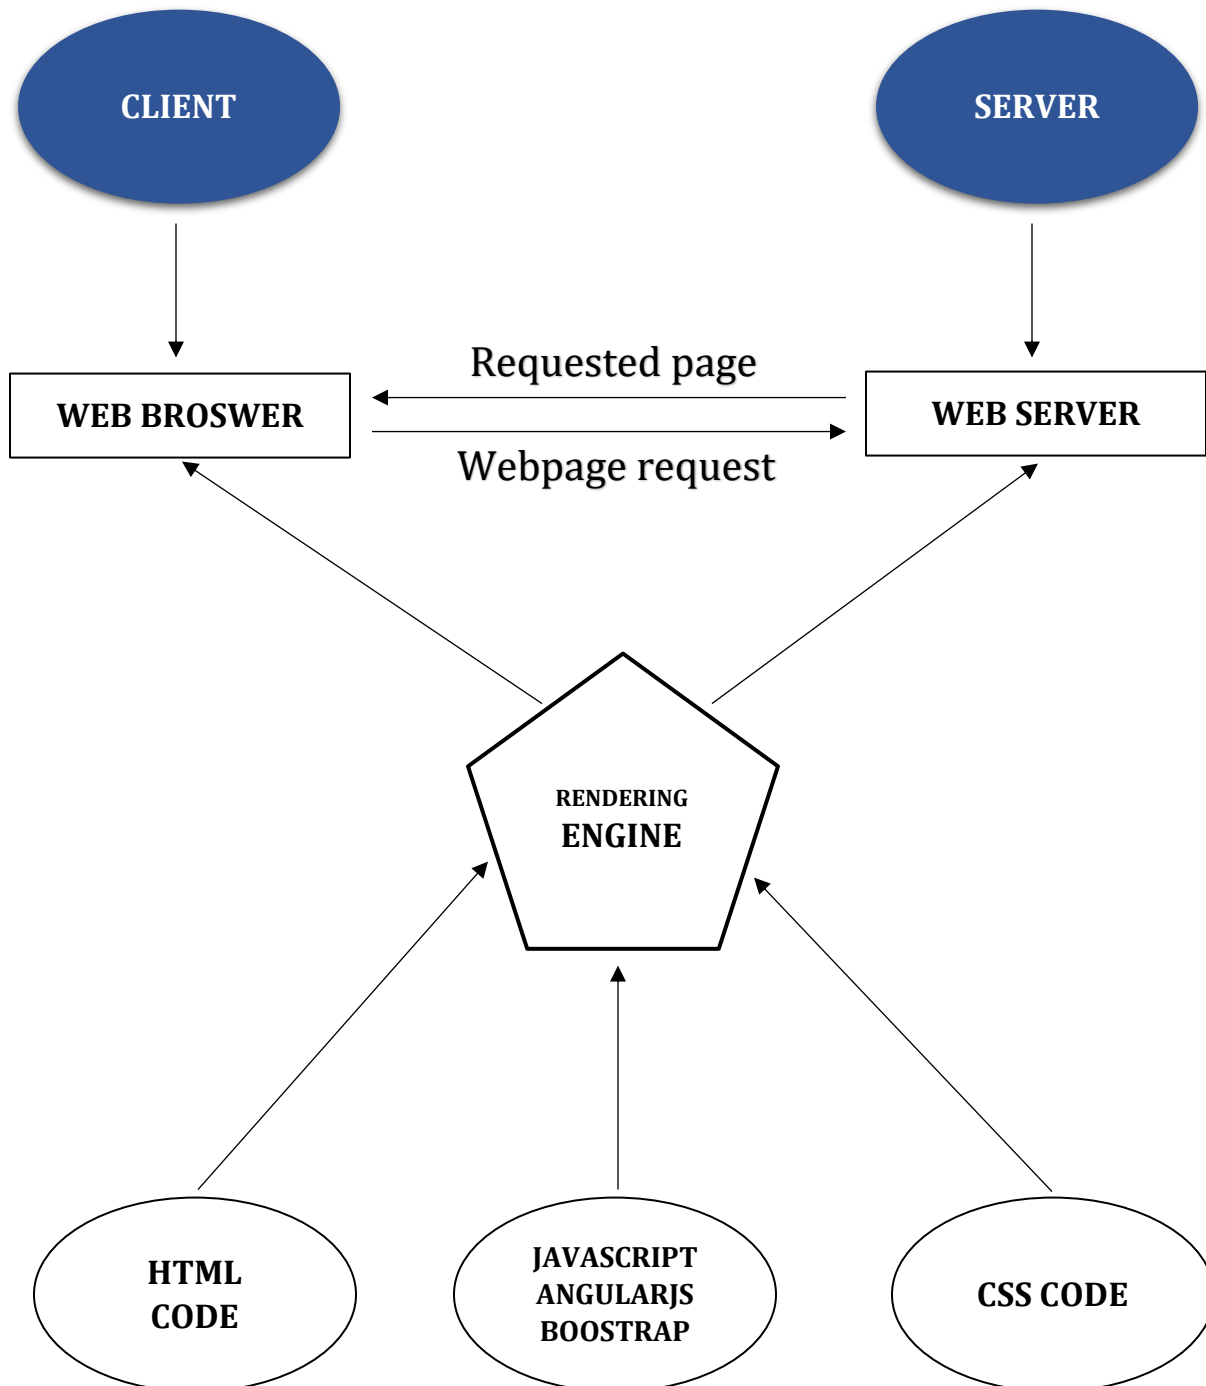 CLIENT
SERVER
Requested page
WEB BROSWER
WEB SERVER
Webpage request
RENDERING
ENGINE
HTML
CODE
JAVASCRIPT
ANGULARJS
BOOSTRAP
CSS CODE